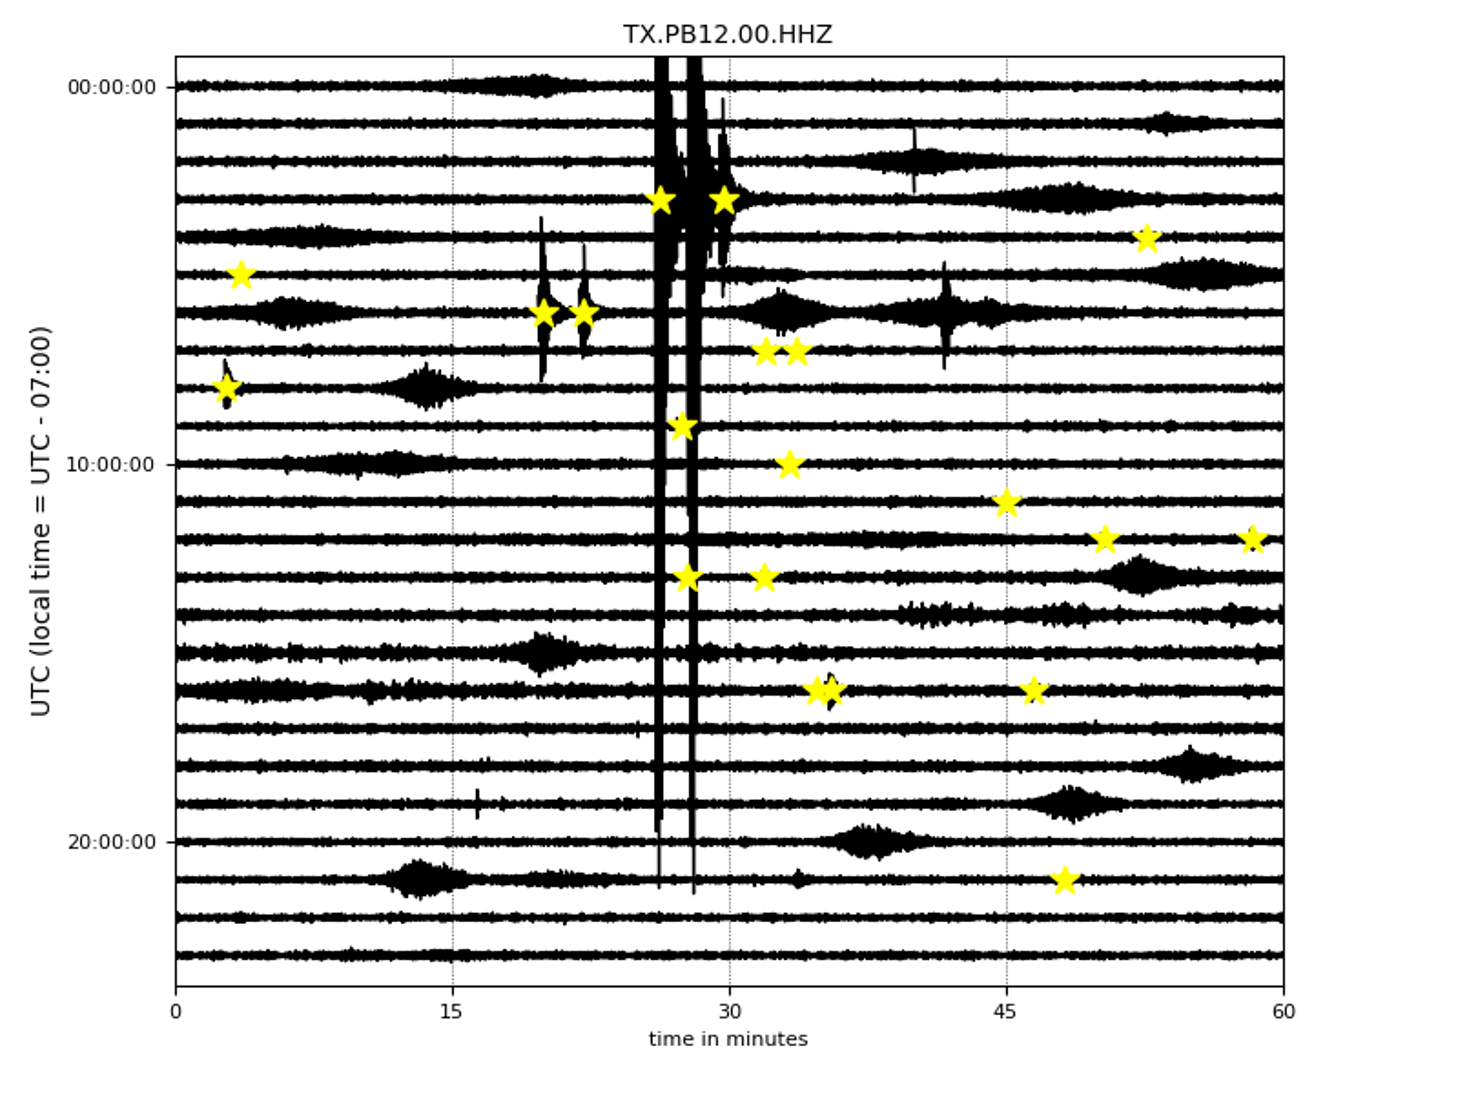 TX.PB12.00.HHZ
00:00:00
10:00:00
20:00:00
UTC (local time = UTC - 07:00)
0 15 30 45 60
time in minutes